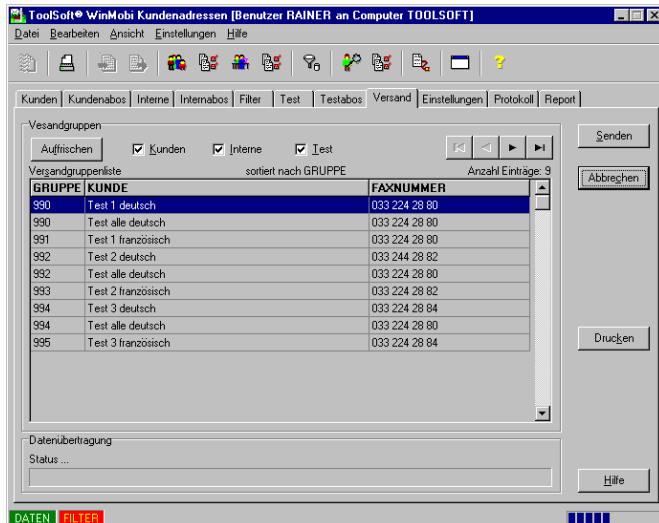 ToolSoft® WinMobi Kundenadressen [Benutzer RAINER an Computer TOOLSOFT]
Datei Bearbeiten Ansicht Einstellungen Hilfe
Kunden Kundenabos Interne Internabos Filter Test Testabos Versand Einstellungen Protokoll Report
Vesandgruppen
Senden
Auffrischen Kunden Interne Test
Versandgruppenliste sortiert nach GRUPPE Anzahl Einträge: 9
Abbrechen
GRUPPE KUNDE FAXNUMMER
990 Test 1 deutsch 033 224 28 80
990 Test alle deutsch 033 224 28 80
991 Test 1 französisch 033 224 28 80
992 Test 2 deutsch 033 244 28 82
992 Test alle deutsch 033 224 28 80
993 Test 2 französisch 033 224 28 82
994 Test 3 deutsch 033 224 28 84
994 Test alle deutsch 033 224 28 80
995 Test 3 französisch 033 224 28 84
Drucken
Datenübertragung
Status ...
Hilfe
DATEN FILTER